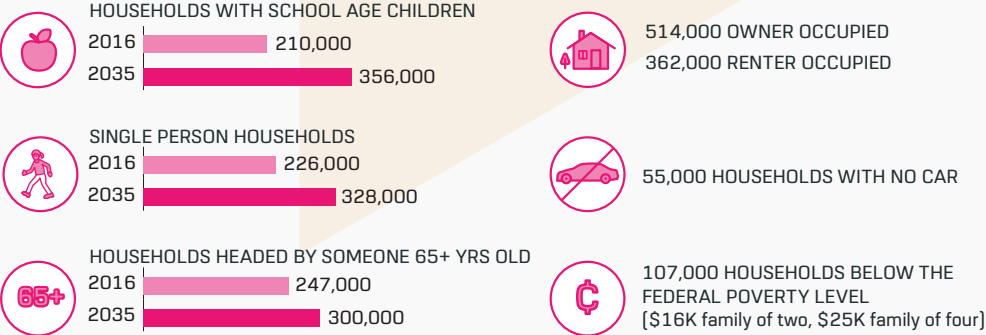 HOUSEHOLDS WITH SCHOOL AGE CHILDREN
2016 210,000
2035 356,000
SINGLE PERSON HOUSEHOLDS
2016 226,000
2035 328,000
HOUSEHOLDS HEADED BY SOMEONE 65+ YRS OLD
65+
2016 247,000
2035 300,000
514,000 OWNER OCCUPIED
362,000 RENTER OCCUPIED
55,000 HOUSEHOLDS WITH NO CAR
¢
107,000 HOUSEHOLDS BELOW THE
FEDERAL POVERTY LEVEL
($16K family of two, $25K family of four)